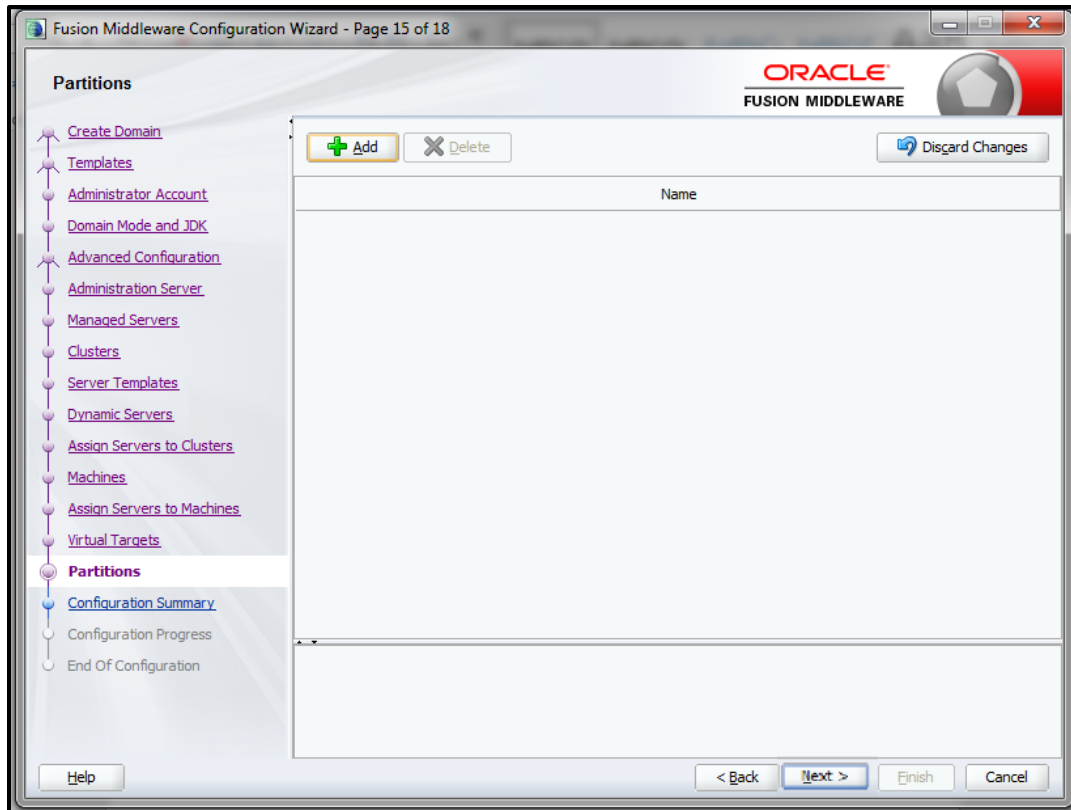 Fusion Middleware Configuration Wizard - Page 15 of 18
Partitions
ORACLE
FUSION MIDDLEWARE
Create Domain
Templates
Administrator Account
Domain Mode and JDK
Advanced Configuration
Administration Server
Managed Servers
Clusters
Server Templates
Dynamic Servers
Assign Servers to Clusters
Machines
Assign Servers to Machines
Virtual Targets
Partitions
Configuration Summary
Configuration Progress
End Of Configuration
Add Delete Discard Changes
Name
Help < Back Next > Finish Cancel